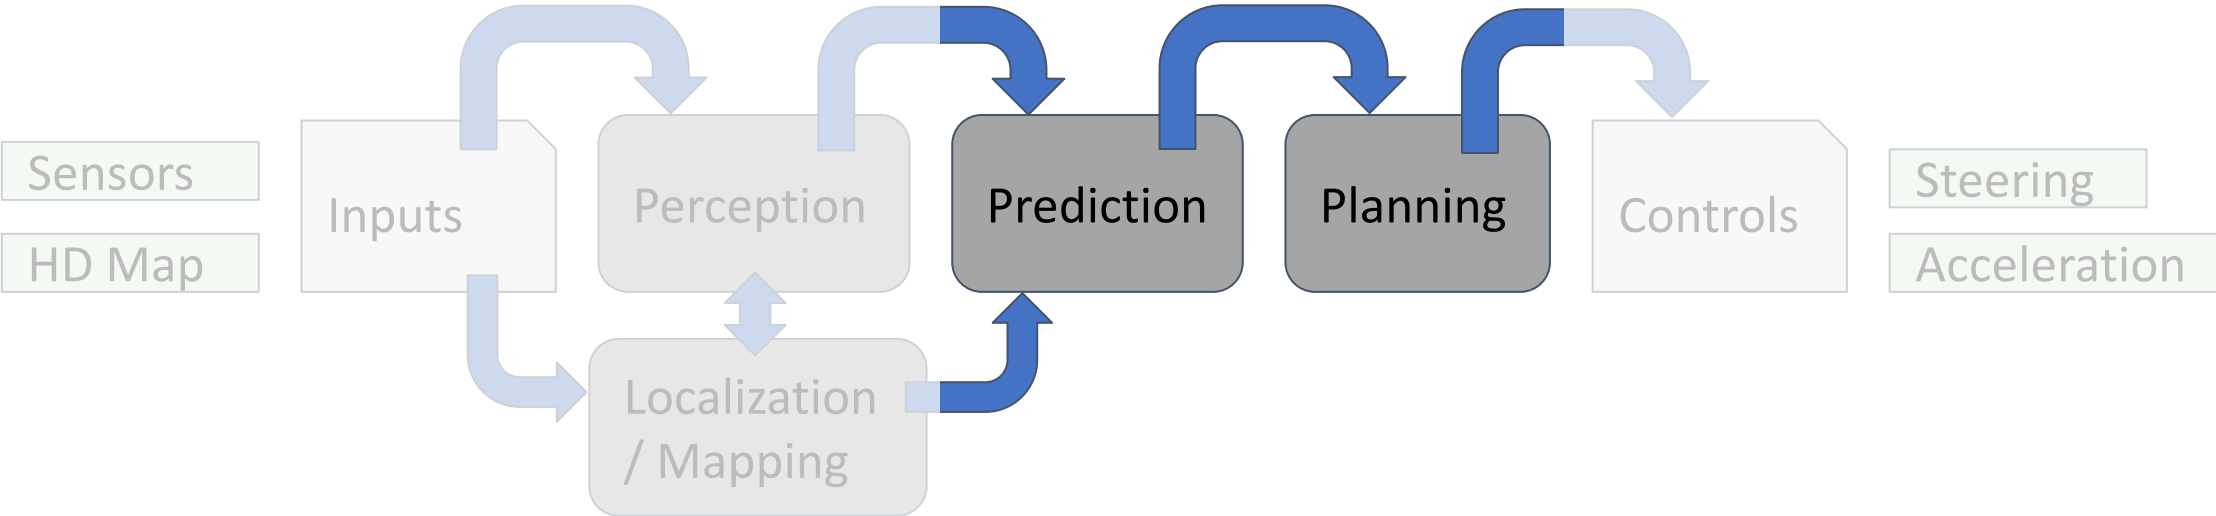 Sensors
HD Map
Inputs
Perception
Localization
/ Mapping
Prediction
Planning
Controls
Steering
Acceleration